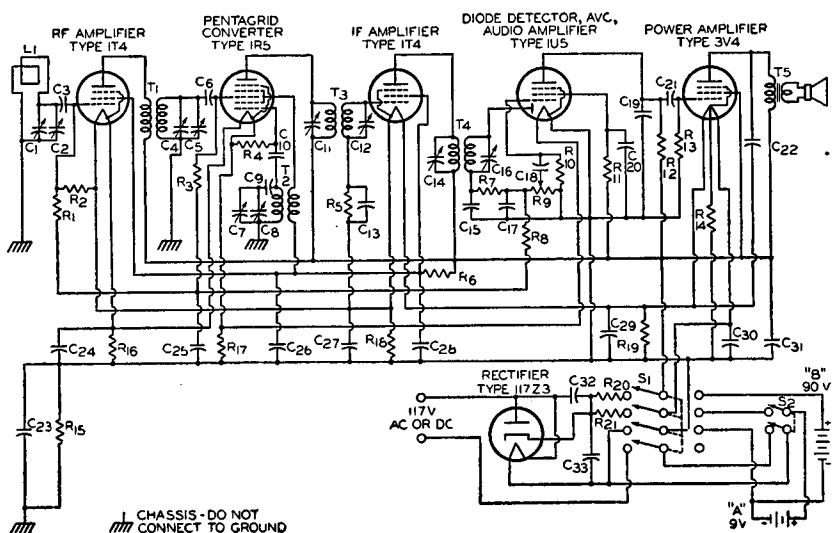 RF AMPLIFIER
TYPE 1T4
PENTAGRID
CONVERTER
TYPE 1R5
IF AMPLIFIER
TYPE 1T4
DIODE DETECTOR, AVC,
AUDIO AMPLIFIER
TYPE 1U5
POWER AMPLIFIER
TYPE 3V4
L1
C3
T1
C6
T3
T4
C19
C21
T5
C1
C2
C4
C5
R4
C10
C11
C12
C14
C16
C18
R10
R11
C20
R12
R13
C22
R1
R2
R3
C9
T2
C7
C8
R5
C13
C15
R7
C17
R9
R8
R14
R6
C24
R16
C25
R17
C26
C27
R18
C28
C29
R19
C30
C31
C23
R15
RECTIFIER
TYPE 117Z3
C32
R20
S1
"B"
90V
117V
AC OR DC
R21
S2
C33
"A"
9V
CHASSIS - DO NOT
CONNECT TO GROUND